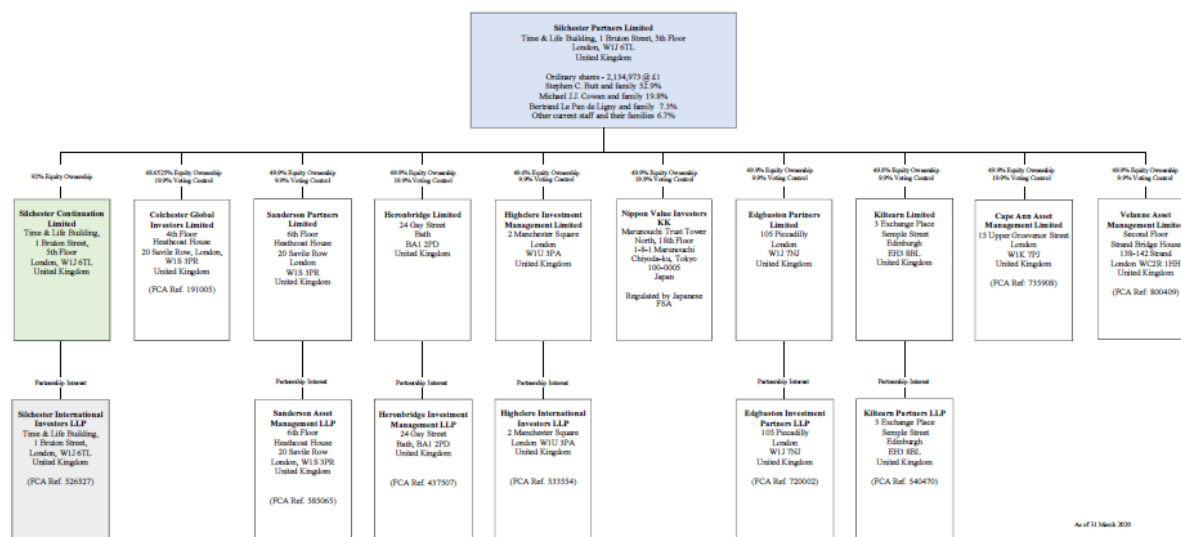 Silchester Partners Limited
Time & Life Building, 1 Bruton Street, 5th Floor
London, W1J 6TL
United Kingdom
Ordinary shares - 2,134,973 @ £1
Stephen C. Butt and family 52.9%
Michael J.J. Cowan and family 19.8%
Bertrand Le Pan de Ligny and family 7.3%
Other current staff and their families 6.7%
92% Equity Ownership
48.6525% Equity Ownership
19.9% Voting Control
49.9% Equity Ownership
9.9% Voting Control
49.9% Equity Ownership
19.9% Voting Control
49.6% Equity Ownership
9.9% Voting Control
49.9% Equity Ownership
19.9% Voting Control
49.9% Equity Ownership
9.9% Voting Control
49.8% Equity Ownership
9.9% Voting Control
49.9% Equity Ownership
Voting Control
49.9% Equity Ownership
9.9% Voting Control
Silchester Continuation
Limited
Time & Life Building,
1 Bruton Street,
5th Floor
London, W1J 6TL
United Kingdom
Colchester Global
Investors Limited
4th Floor
Heathcoat House
20 Savile Row, London,
W1S 3PR
United Kingdom
(FCA Ref. 191005)
Sanderson Partners
Limited
6th Floor
Heathcoat House
20 Savile Row
London
W1S 3PR
United Kingdom
Heronbridge Limited
24 Gay Street
Bath
BA1 2PD
United Kingdom
Highclere Investment
Management Limited
2 Manchester Square
London
W1U 3PA
United Kingdom
Nippon Value Investors
KK
Marunouchi Trust Tower
North, 18th Floor
1-8-1 Marunouchi
Chiyoda-ku, Tokyo
100-0005
Japan
Regulated by Japanese
FSA
Edgbaston Partners
Limited
105 Piccadilly
London
W1J 7NJ
United Kingdom
Kiltearn Limited
3 Exchange Place
Semple Street
Edinburgh
EH3 8BL
United Kingdom
Cape Ann Asset
Management Limited
15 Upper Grosvenor Street
London
W1K 7PJ
United Kingdom
(FCA Ref: 735908)
Velanne Asset
Management Limited
Second Floor
Strand Bridge House
138-142 Strand
London WC2R 1HH
United Kingdom
(FCA Ref: 800409)
Partnership Interest
Partnership Interest
Partnership Interest
Partnership Interest
Partnership Interest
Partnership Interest
Silchester International
Investors LLP
Time & Life Building,
1 Bruton Street,
London, W1J 6TL
United Kingdom
(FCA Ref. 526527)
Sanderson Asset
Management LLP
6th Floor
Heathcoat House
20 Savile Row
London, W1S 3PR
United Kingdom
(FCA Ref. 585065)
Heronbridge Investment
Management LLP
24 Gay Street
Bath, BA1 2PD
United Kingdom
(FCA Ref. 437507)
Highclere International
Investors LLP
2 Manchester Square
London W1U 3PA
United Kingdom
(FCA Ref. 533554)
Edgbaston Investment
Partners LLP
105 Piccadilly
London
W1J 7NJ
United Kingdom
(FCA Ref. 720002)
Kiltearn Partners LLP
3 Exchange Place
Semple Street
Edinburgh
EH3 8BL
United Kingdom
(FCA Ref. 540470)
As of 31 March 2020